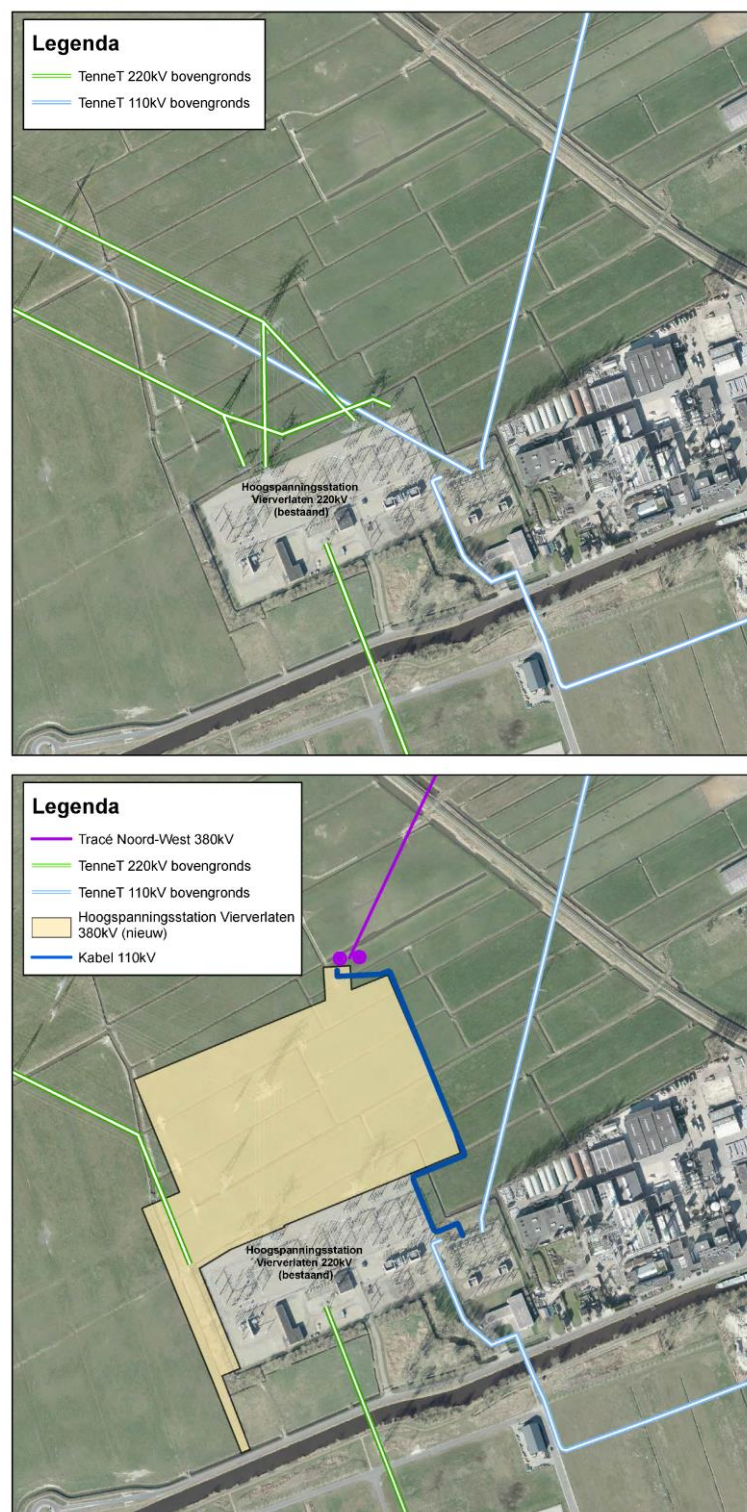 Legenda
TenneT 220kV bovengronds
TenneT 110kV bovengronds
Hoogspanningsstation
Vierverlaten 220kV
(bestaand)
Legenda
Tracé Noord-West 380kV
TenneT 220kV bovengronds
TenneT 110kV bovengronds
Hoogspanningsstation Vierverlaten
380kV (nieuw)
Kabel 110kV
Hoogspanningsstation
Vierverlaten 220kV
(bestaand)